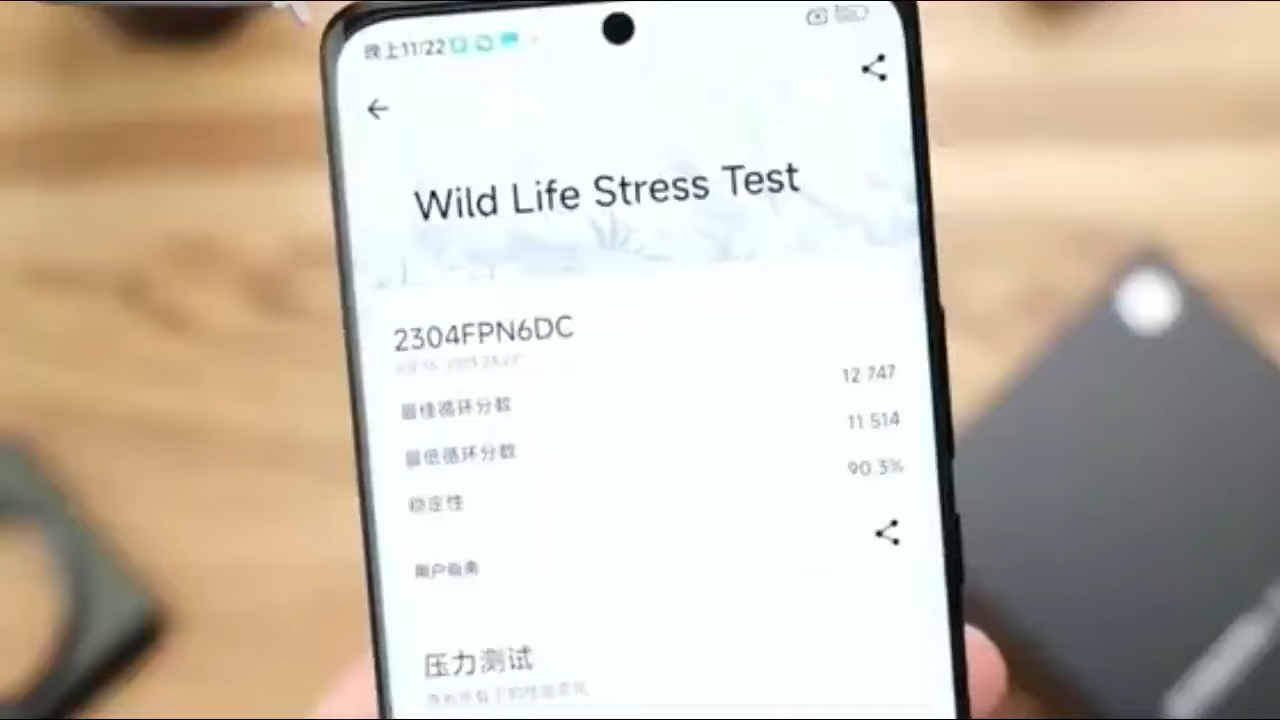 晚上11:22
Wild Life Stress Test
2304FPN6DC
最佳循环分数 12 747
最低循环分数 11 514
稳定性 90.3%
用户指南
压力测试